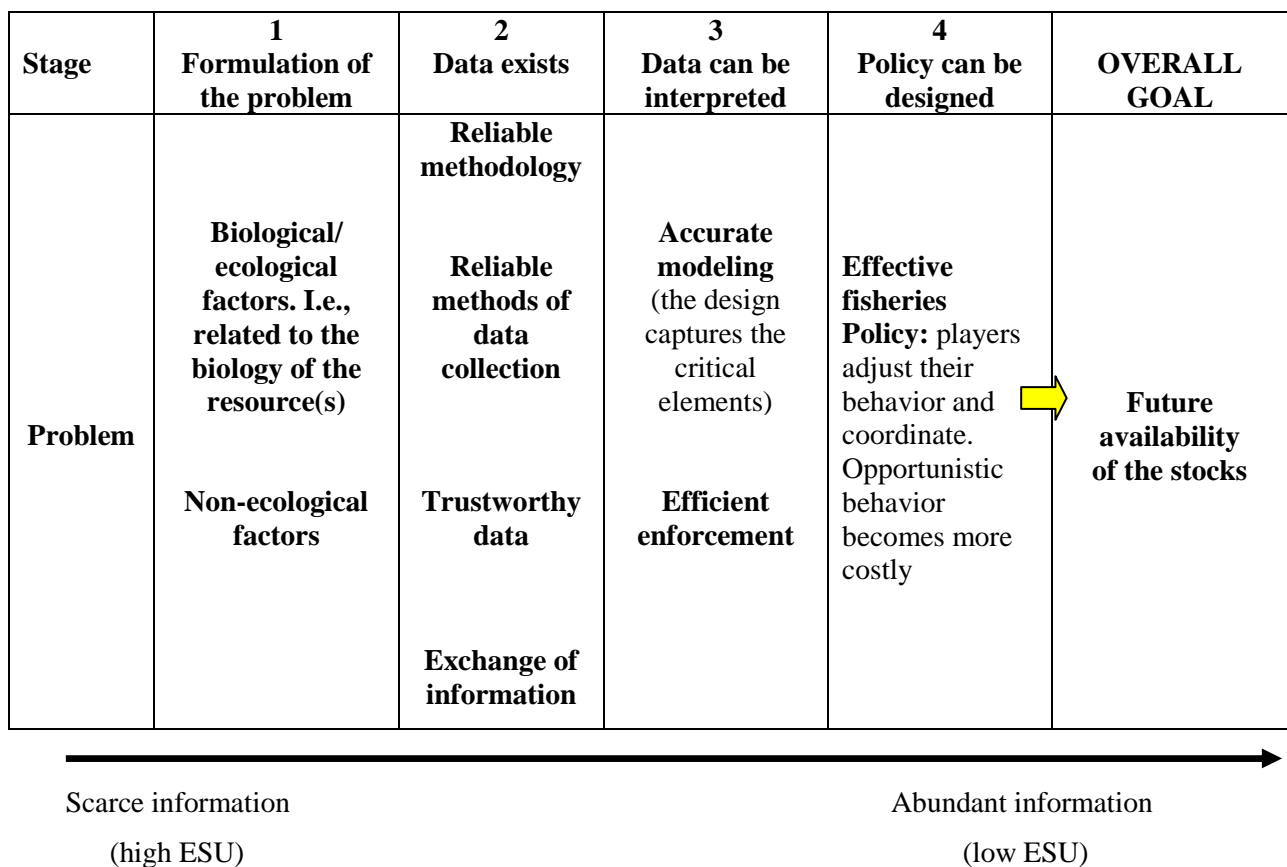 Stage
1
Formulation of
the problem
2
Data exists
3
Data can be
interpreted
4
Policy can be
designed
OVERALL
GOAL
Problem
Biological/
ecological
factors. I.e.,
related to the
biology of the
resource(s)
Non-ecological
factors
Reliable
methodology
Reliable
methods of
data
collection
Trustworthy
data
Exchange of
information
Accurate
modeling
(the design
captures the
critical
elements)
Efficient
enforcement
Effective
fisheries
Policy: players
adjust their
behavior and
coordinate.
Opportunistic
behavior
becomes more
costly
Future
availability
of the stocks
Scarce information
(high ESU)
Abundant information
(low ESU)